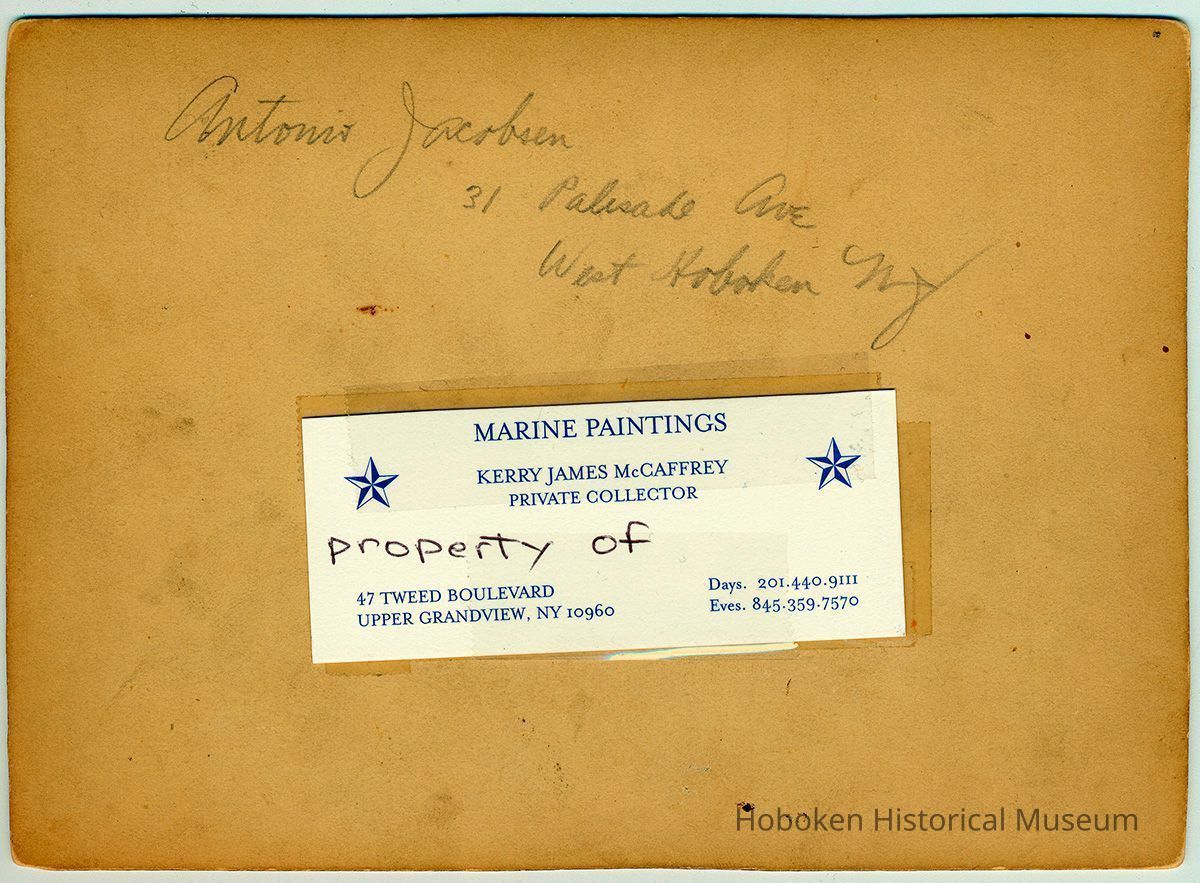 Antonio Jacobsen
31 Palisade Ave
West Hoboken NJ
MARINE PAINTINGS
KERRY JAMES McCAFFREY
PRIVATE COLLECTOR
property of
47 TWEED BOULEVARD
UPPER GRANDVIEW, NY 10960
Days. 201.440.9111
Eves. 845.359.7570
Hoboken Historical Museum